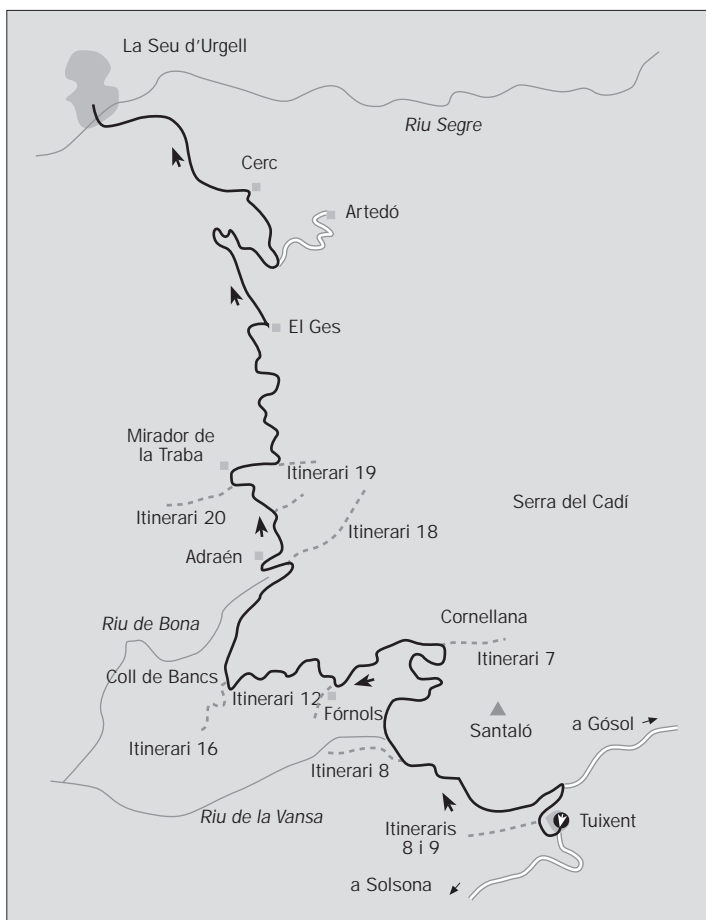 La Seu d'Urgell
Riu Segre
Cerc
Artedó
El Ges
Mirador de
la Traba
Itinerari 19
Itinerari 20
Serra del Cadí
Itinerari 18
Adraén
Cornellana
Riu de Bona
Itinerari 7
Coll de Bancs
Itinerari 12
Fórnols
Santaló
a Gósol
Itinerari 16
Itinerari 8
Riu de la Vansa
Itineraris
8 i 9
Tuixent
a Solsona